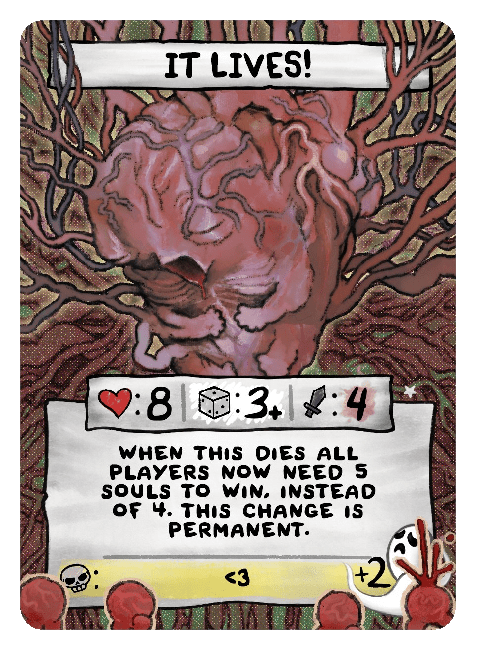 IT LIVES!
:8 :3+ :4
WHEN THIS DIES ALL
PLAYERS NOW NEED 5
SOULS TO WIN, INSTEAD
OF 4. THIS CHANGE IS
PERMANENT.
: <3 +2